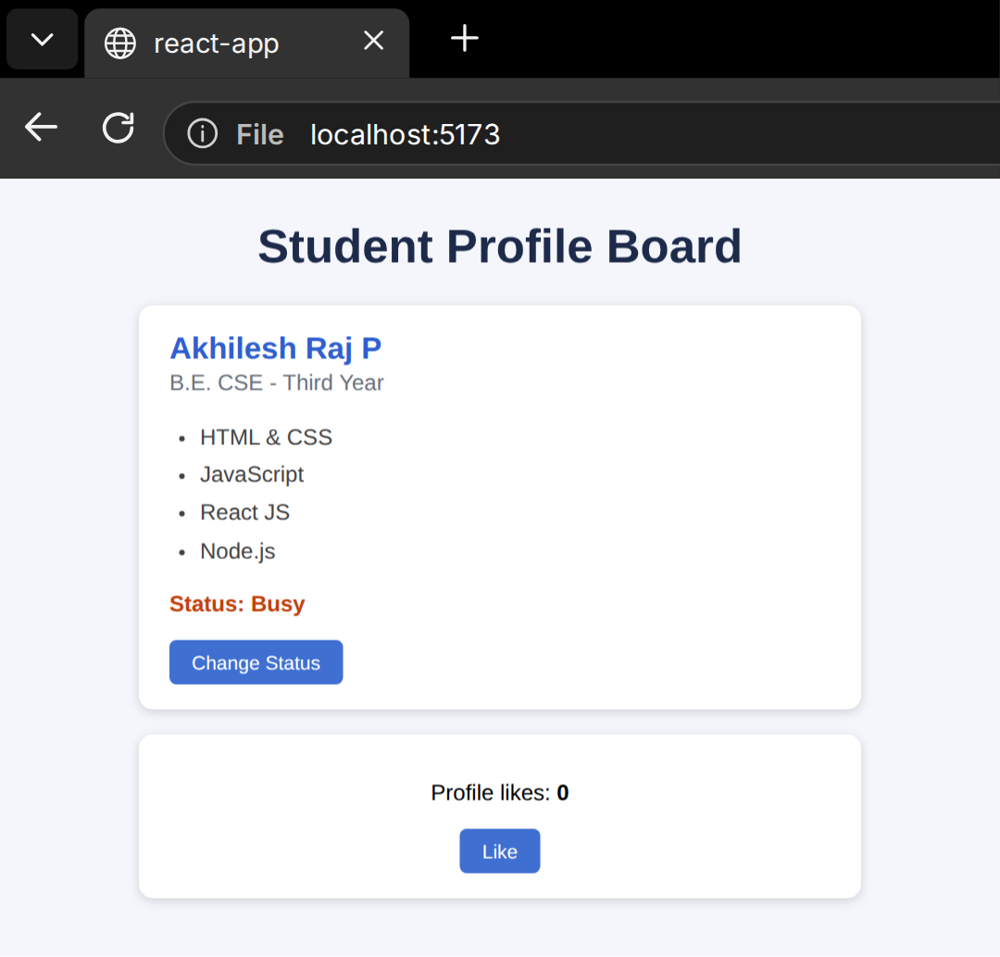 react-app
File localhost:5173
Student Profile Board
Akhilesh Raj P
B.E. CSE - Third Year
• HTML & CSS
• JavaScript
• React JS
• Node.js
Status: Busy
Change Status
Profile likes: 0
Like